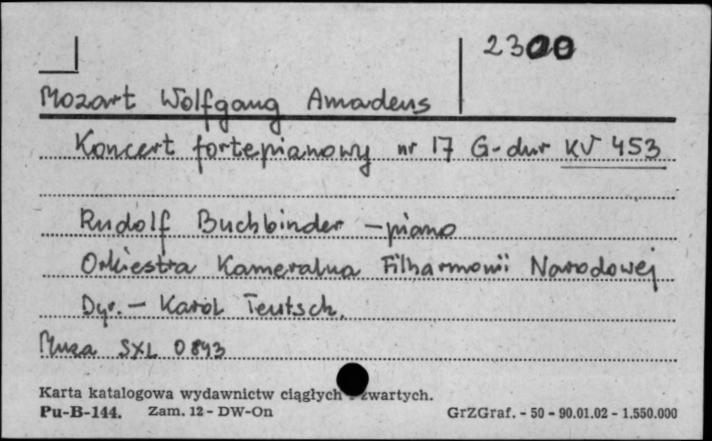 2300
Mozart Wolfgang Amadeus
Koncert fortepianowy nr 17 G-dur KV 453
Rudolf Buchbinder – piano
Orkiestra Kameralna Filharmonii Narodowej
Dyr. – Karol Teutsch.
Muza SXL 0843
Karta katalogowa wydawnictw ciągłych zwartych.
Pu-B-144. Zam. 12 - DW-On GrZGraf. - 50 - 90.01.02 - 1.550.000